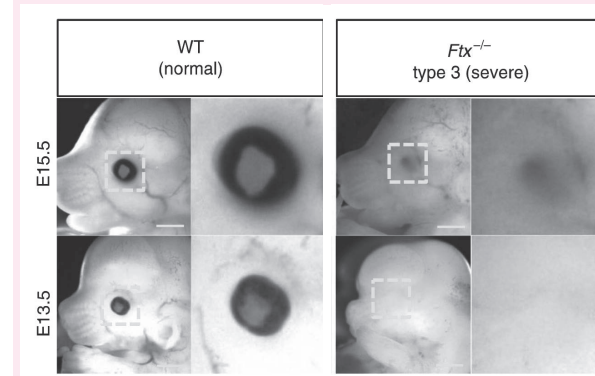 WT
(normal)
Ftx−/−
type 3 (severe)
E15.5
E13.5